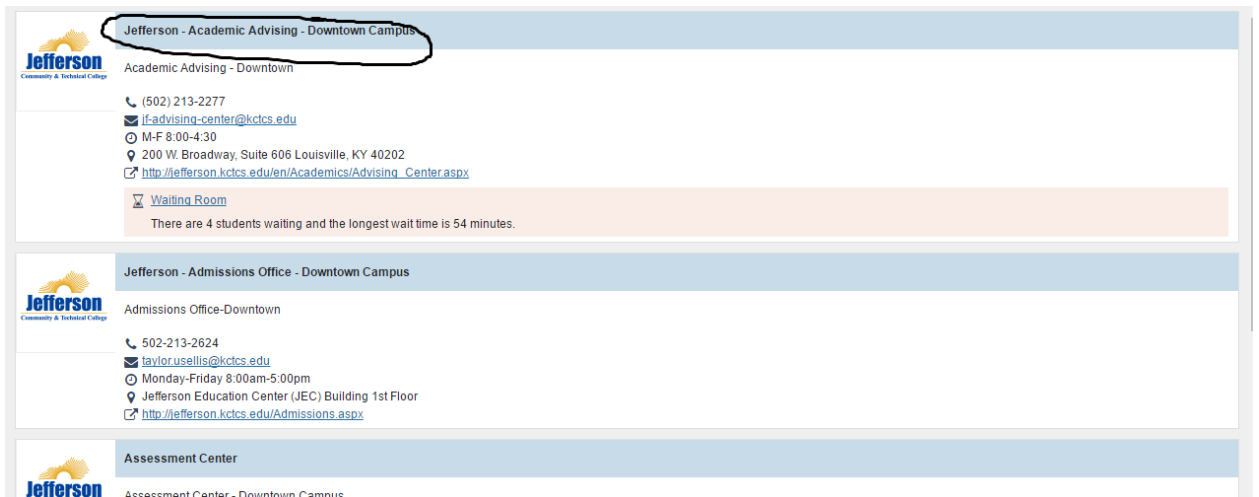 Jefferson - Academic Advising - Downtown Campus
Jefferson
Community & Technical College
Academic Advising - Downtown
(502) 213-2277
jf-advising-center@kctcs.edu
M-F 8:00-4:30
200 W. Broadway, Suite 606 Louisville, KY 40202
http://jefferson.kctcs.edu/en/Academics/Advising_Center.aspx
Waiting Room
There are 4 students waiting and the longest wait time is 54 minutes.
Jefferson - Admissions Office - Downtown Campus
Jefferson
Community & Technical College
Admissions Office-Downtown
502-213-2624
taylor.usellis@kctcs.edu
Monday-Friday 8:00am-5:00pm
Jefferson Education Center (JEC) Building 1st Floor
http://jefferson.kctcs.edu/Admissions.aspx
Assessment Center
Jefferson
Assessment Center - Downtown Campus